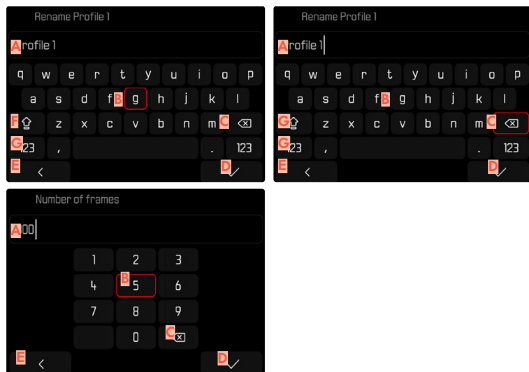 Rename Profile 1
A rofile 1
q w e r t y u i o p
a s d f B g h j k l
F z x c v b n m C
G 23 , . 123
E < D
Rename Profile 1
A rofile 1
q w e r t y u i o p
a s d f B g h j k l
G z x c v b n m C
G 23 , . 123
E < D
Number of frames
A 00
1 2 3
4 B 5 6
7 8 9
0 C
E < D